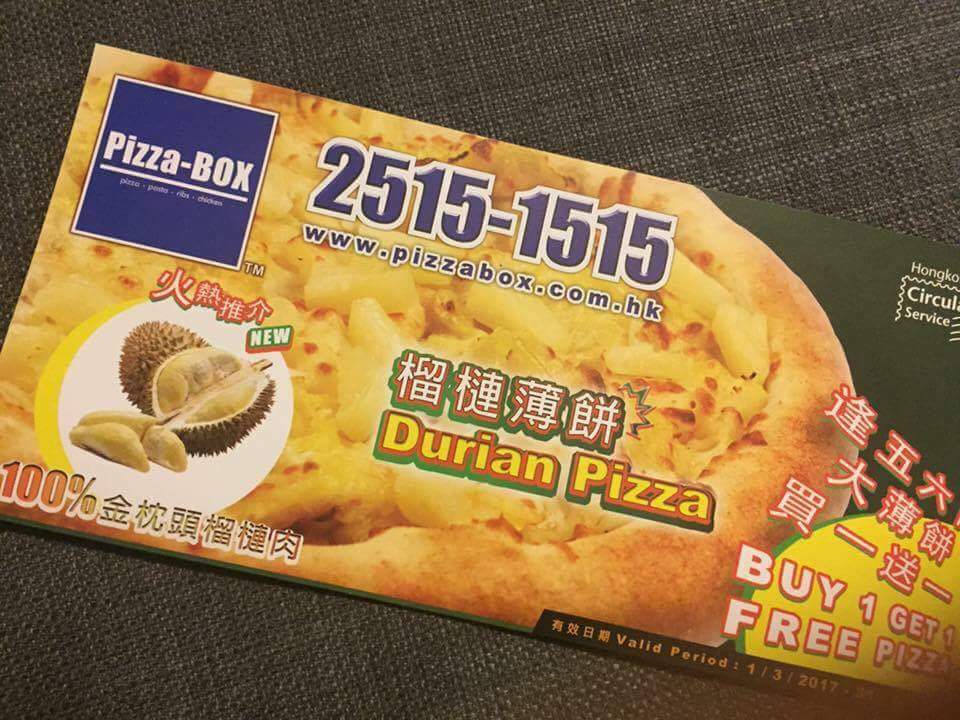 Pizza-BOX
pizza · pasta · ribs · chicken
TM
2515-1515
www.pizzabox.com.hk
火熱推介
NEW
榴槤薄餅
Durian Pizza
100%金枕頭榴槤肉
Hongko
Circula
Service
逢五六
大薄餅
買一送一
BUY 1 GET 1
FREE PIZZA
有效日期 Valid Period: 1/3/2017